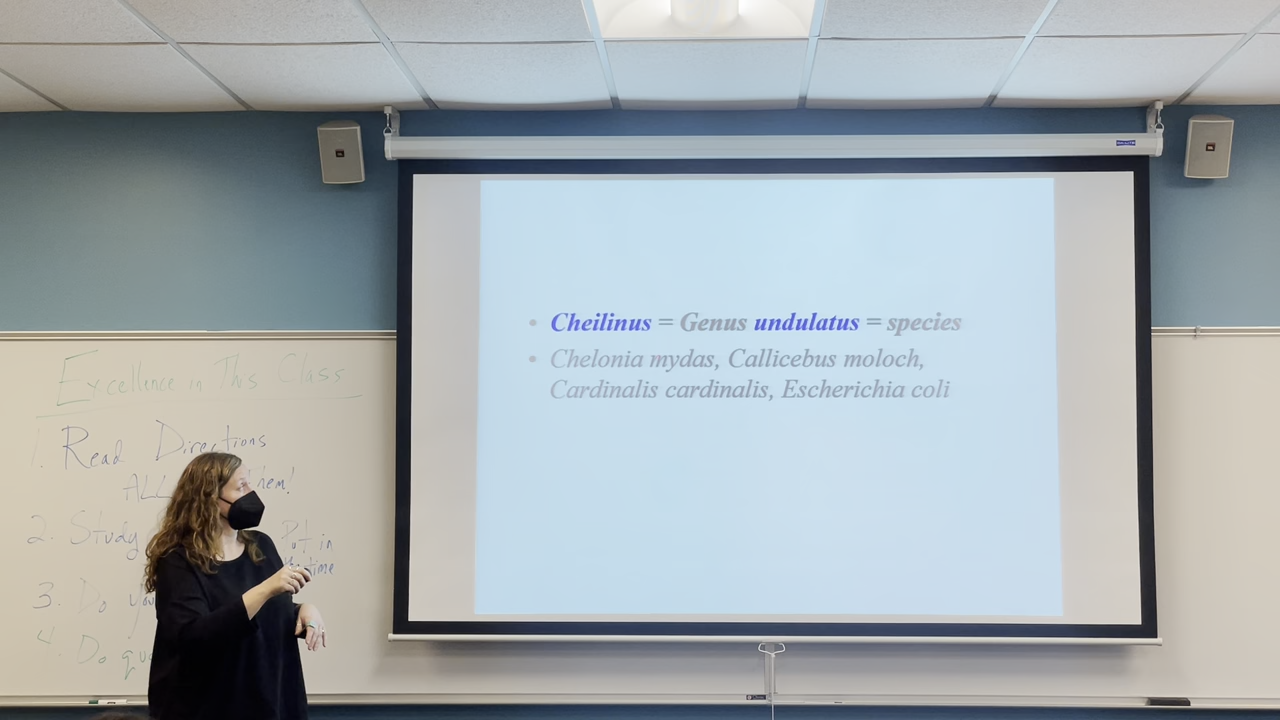 Cheilinus = Genus undulatus = species
Chelonia mydas, Callicebus moloch,
Cardinalis cardinalis, Escherichia coli
Excellence in This Class
1. Read Directions
ALL
2. Study Put in
time
3. Do
4. Do